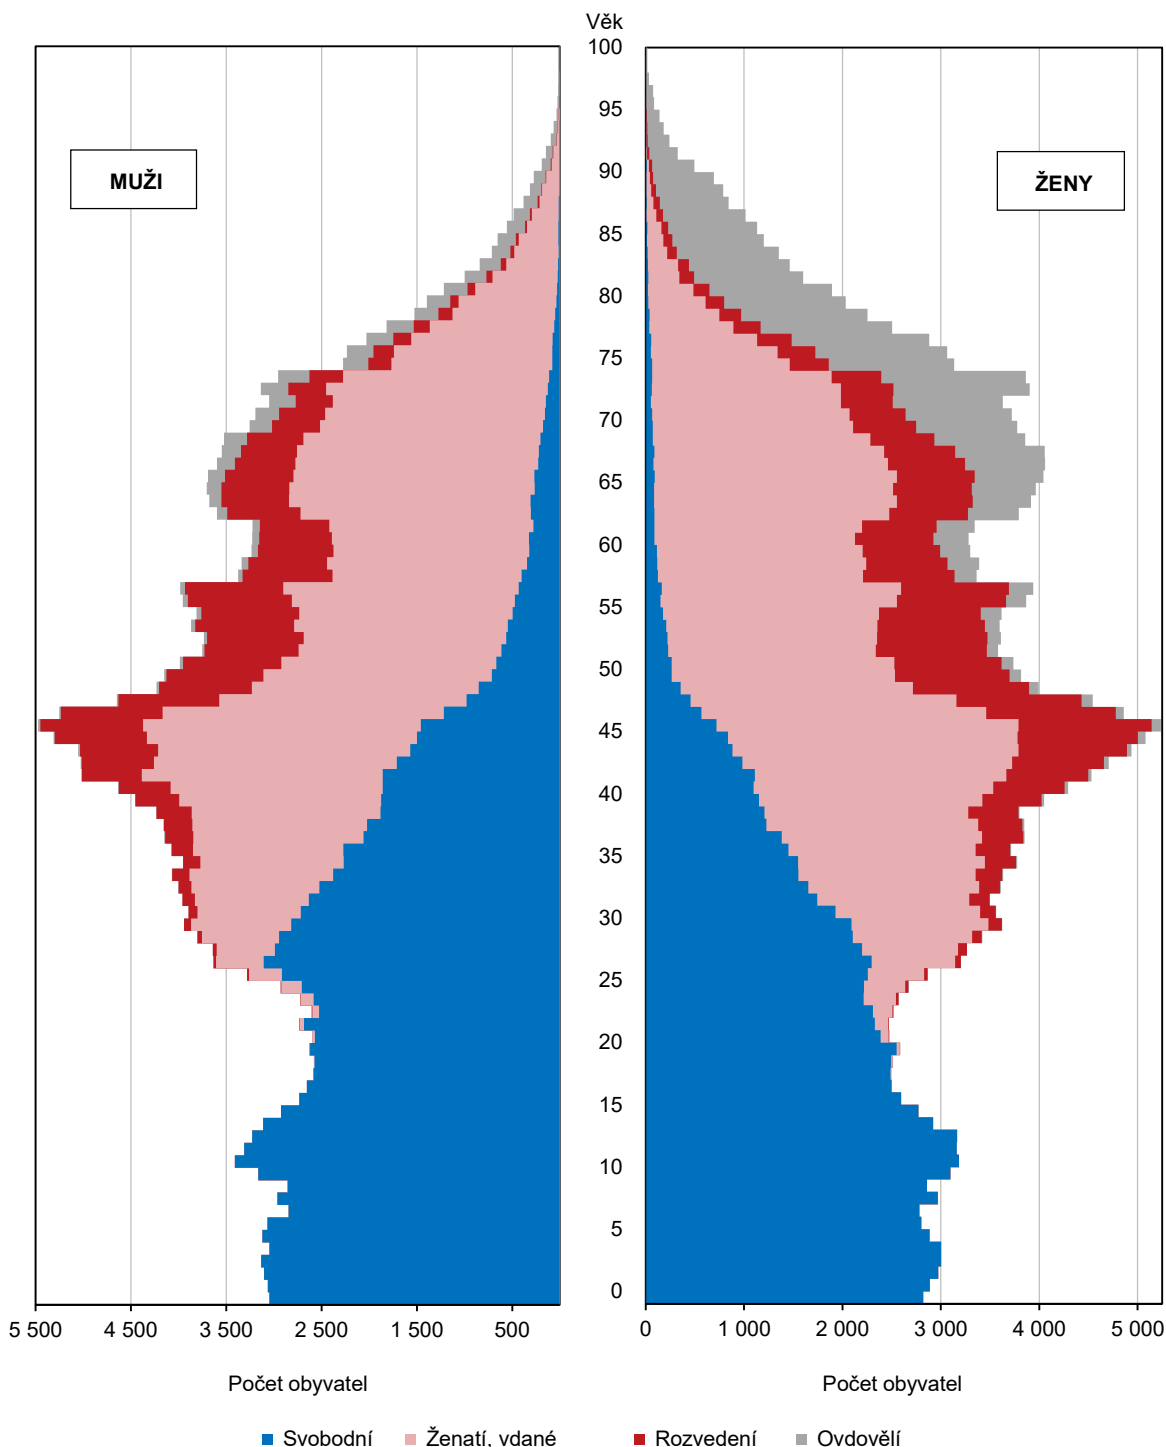 Věk
100
95
90
85
80
75
70
65
60
55
50
45
40
35
30
25
20
15
10
5
0
MUŽI
ŽENY
5 500 4 500 3 500 2 500 1 500 500
0 1 000 2 000 3 000 4 000 5 000
Počet obyvatel
Počet obyvatel
Svobodní Ženatí, vdané Rozvedení Ovdovělí